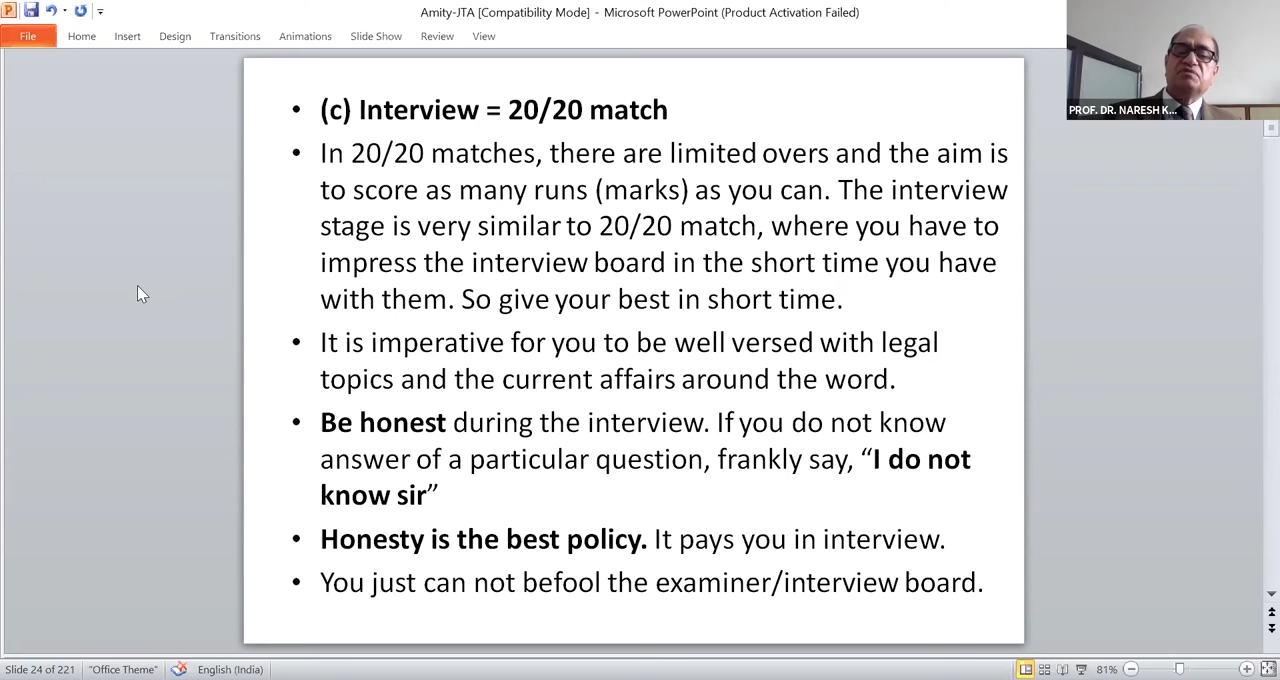 Amity-JTA [Compatibility Mode] - Microsoft PowerPoint (Product Activation Failed)
File Home Insert Design Transitions Animations Slide Show Review View
PROF. DR. NARESH K...
• (c) Interview = 20/20 match
• In 20/20 matches, there are limited overs and the aim is
to score as many runs (marks) as you can. The interview
stage is very similar to 20/20 match, where you have to
impress the interview board in the short time you have
with them. So give your best in short time.
• It is imperative for you to be well versed with legal
topics and the current affairs around the word.
• Be honest during the interview. If you do not know
answer of a particular question, frankly say, “I do not
know sir”
• Honesty is the best policy. It pays you in interview.
• You just can not befool the examiner/interview board.
Slide 24 of 221 "Office Theme" English (India) 81%